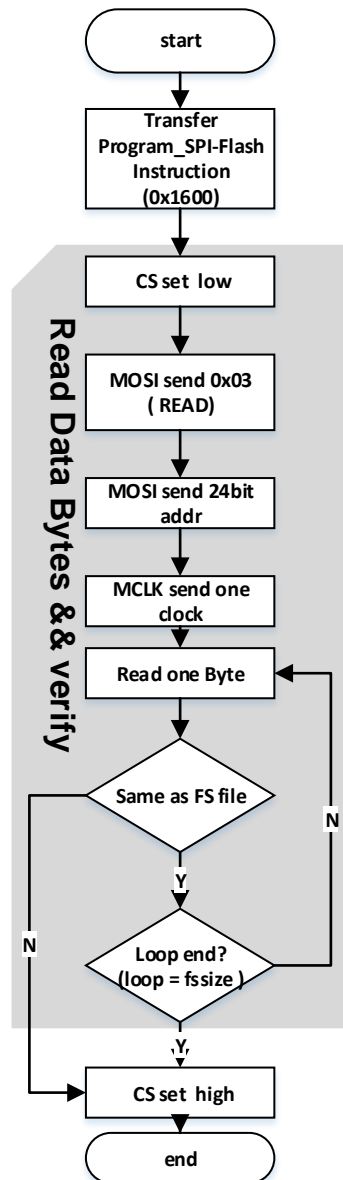 start
Transfer
Program_SPI-Flash
Instruction
(0x1600)
CS set low
Read Data Bytes && verify
MOSI send 0x03
( READ)
MOSI send 24bit
addr
MCLK send one
clock
Read one Byte
Same as FS file
N
Y
N
Loop end?
(loop = fssize )
Y
CS set high
end